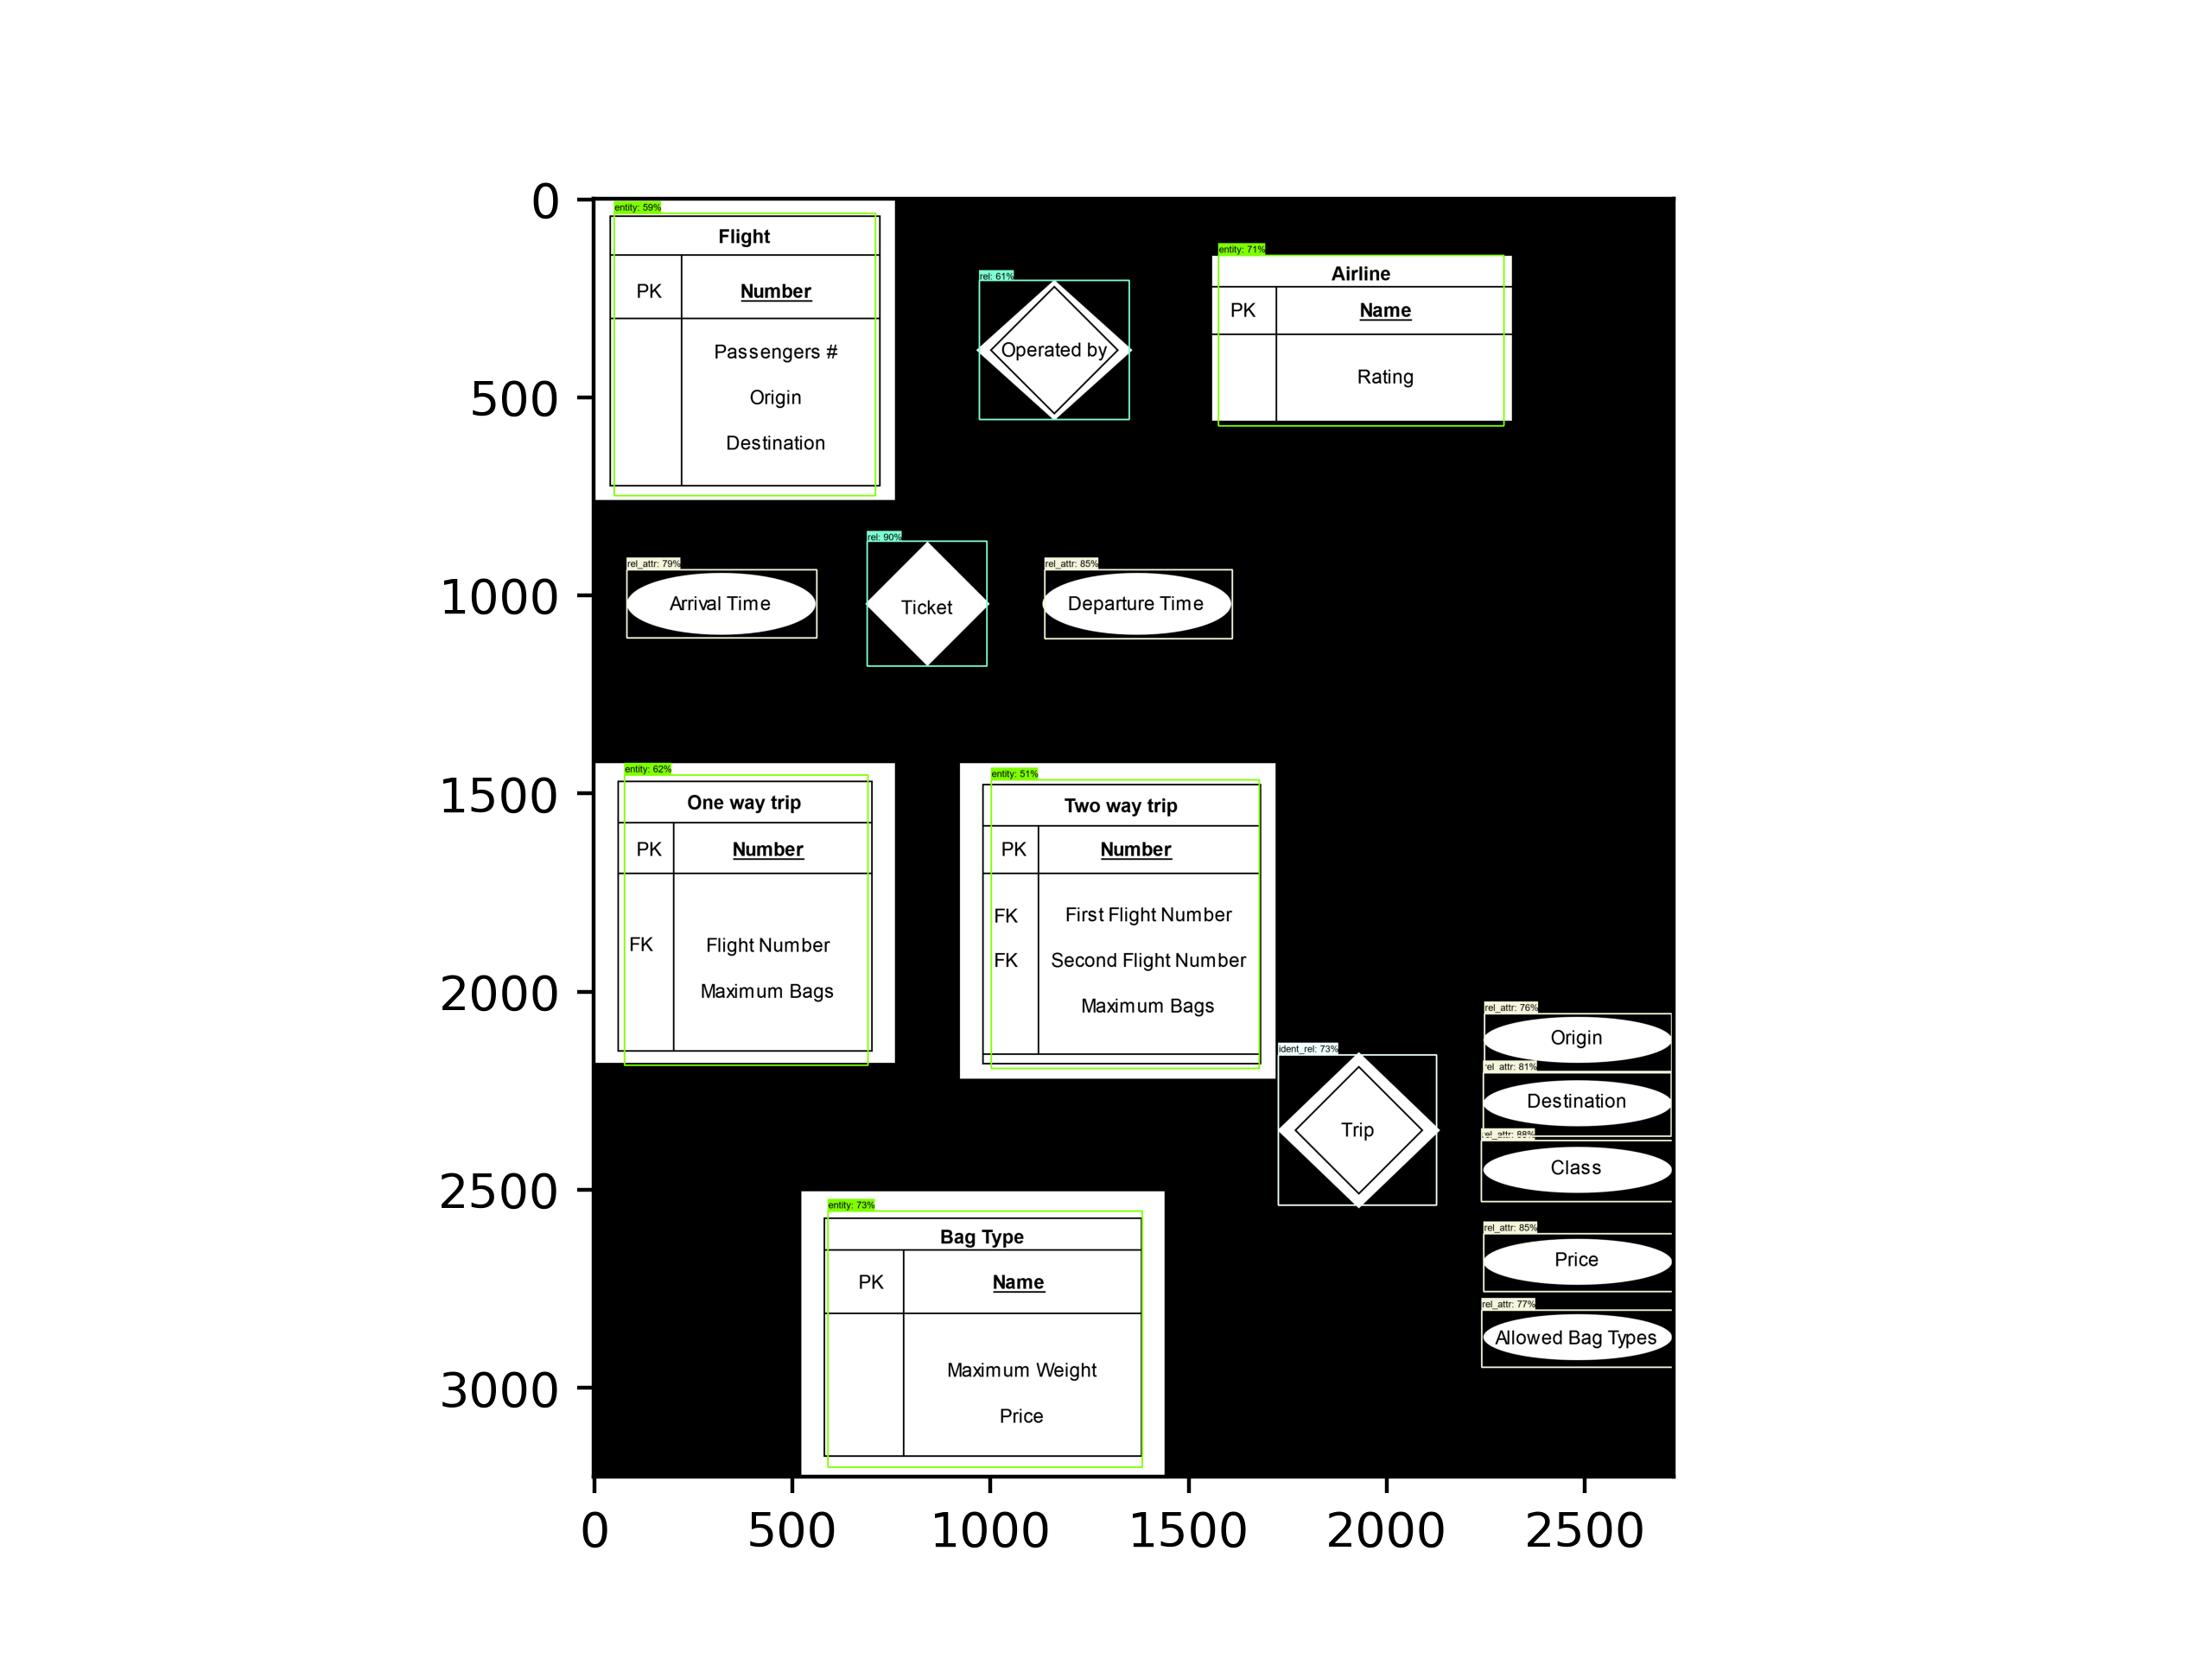 0
500
1000
1500
2000
2500
3000
entity: 59%
Flight
PK Number
Passengers #
Origin
Destination
rel: 61%
Operated by
entity: 71%
Airline
PK Name
Rating
rel_attr: 79%
Arrival Time
rel: 90%
Ticket
rel_attr: 85%
Departure Time
entity: 62%
One way trip
PK Number
FK Flight Number
Maximum Bags
entity: 51%
Two way trip
PK Number
FK First Flight Number
FK Second Flight Number
Maximum Bags
ident_rel: 73%
Trip
rel_attr: 76%
Origin
rel_attr: 81%
Destination
rel_attr: 88%
Class
rel_attr: 85%
Price
rel_attr: 77%
Allowed Bag Types
entity: 73%
Bag Type
PK Name
Maximum Weight
Price
0 500 1000 1500 2000 2500